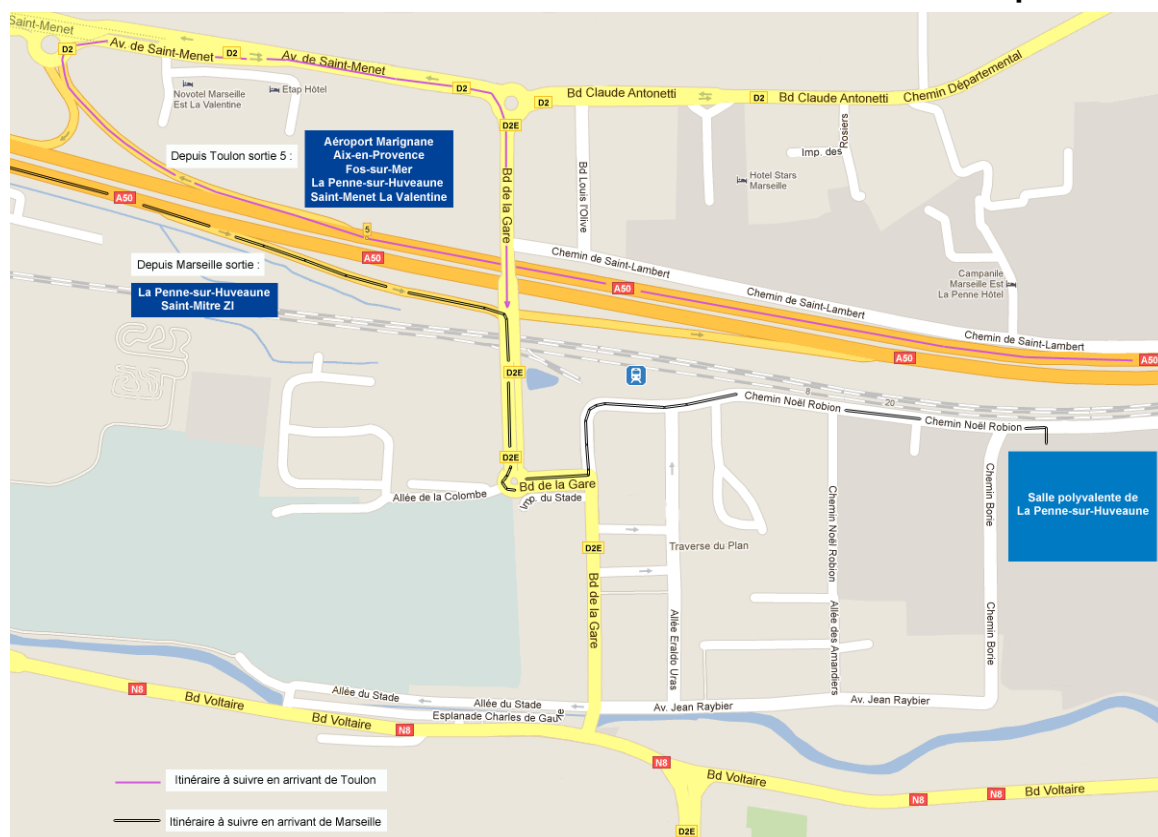 Saint-Menet
D2
Av. de Saint-Menet
D2
Av. de Saint-Menet
D2
D2
Bd Claude Antonetti
D2
Bd Claude Antonetti
Chemin Départemental
Novotel Marseille
Est La Valentine
Etap Hôtel
D2E
Depuis Toulon sortie 5 :
Aéroport Marignane
Aix-en-Provence
Fos-sur-Mer
La Penne-sur-Huveaune
Saint-Menet La Valentine
Bd de la Gare
Bd Louis l'Olive
Imp. des
Rosiers
Hotel Stars
Marseille
A50
5
A50
Chemin de Saint-Lambert
Depuis Marseille sortie :
La Penne-sur-Huveaune
Saint-Mitre ZI
A50
Chemin de Saint-Lambert
Campanile
Marseille Est
La Penne Hôtel
Chemin de Saint-Lambert
A50
A50
D2E
8
20
Chemin Noël Robion
Chemin Noël Robion
D2E
Bd de la Gare
Allée de la Colombe
Imp. du Stade
Chemin Borie
Salle polyvalente de
La Penne-sur-Huveaune
D2E
Traverse du Plan
Chemin Noël Robion
Bd de la Gare
Allée Eraldo Uras
Allée des Amandiers
Chemin Borie
N8
Bd Voltaire
Allée du Stade
Allée du Stade
Av. Jean Raybier
Av. Jean Raybier
Bd Voltaire
Esplanade Charles de Gaulle
N8
N8
Bd Voltaire
N8
N8
Bd Voltaire
Itinéraire à suivre en arrivant de Toulon
Itinéraire à suivre en arrivant de Marseille
D2E